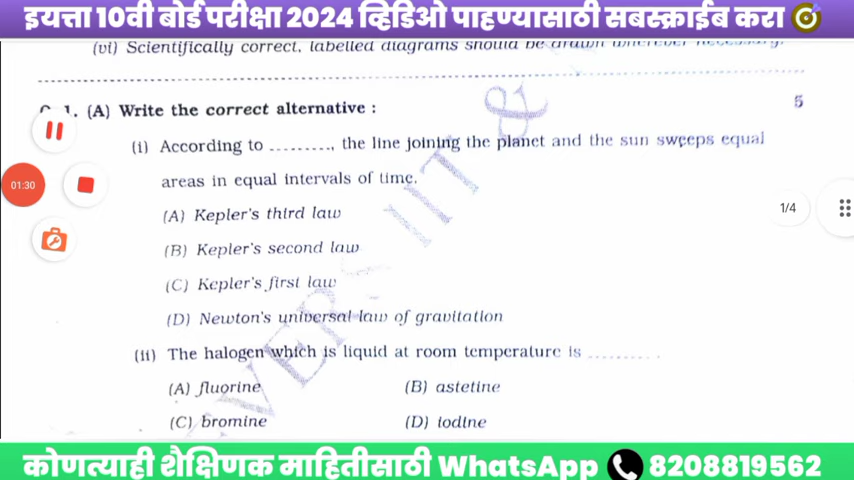 इयत्ता 10वी बोर्ड परीक्षा 2024 व्हिडिओ पाहण्यासाठी सबस्क्राईब करा
(vi) Scientifically correct, labelled diagrams should be drawn wherever necessary.
1. (A) Write the correct alternative : 5
(i) According to ........., the line joining the planet and the sun sweeps equal
areas in equal intervals of time.
(A) Kepler's third law
(B) Kepler's second law
(C) Kepler's first law
(D) Newton's universal law of gravitation
(ii) The halogen which is liquid at room temperature is ..........
(A) fluorine (B) astetine
(C) bromine (D) iodine
01:30
1/4
कोणत्याही शैक्षिणक माहितीसाठी WhatsApp 8208819562